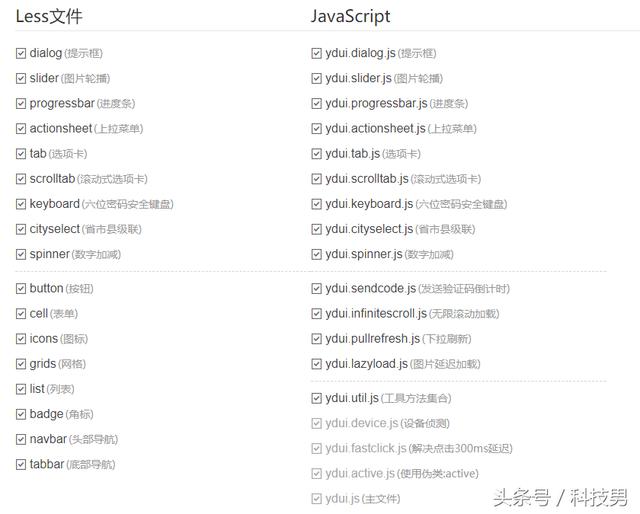 Less文件
dialog(提示框)
slider(图片轮播)
progressbar(进度条)
actionsheet(上拉菜单)
tab(选项卡)
scrolltab(滚动式选项卡)
keyboard(六位密码安全键盘)
cityselect(省市县级联)
spinner(数字加减)
button(按钮)
cell(表单)
icons(图标)
grids(网格)
list(列表)
badge(角标)
navbar(头部导航)
tabbar(底部导航)
JavaScript
ydui.dialog.js(提示框)
ydui.slider.js(图片轮播)
ydui.progressbar.js(进度条)
ydui.actionsheet.js(上拉菜单)
ydui.tab.js(选项卡)
ydui.scrolltab.js(滚动式选项卡)
ydui.keyboard.js(六位密码安全键盘)
ydui.cityselect.js(省市县级联)
ydui.spinner.js(数字加减)
ydui.sendcode.js(发送验证码倒计时)
ydui.infinitescroll.js(无限滚动加载)
ydui.pullrefresh.js(下拉刷新)
ydui.lazyload.js(图片延迟加载)
ydui.util.js(工具方法集合)
ydui.device.js(设备侦测)
ydui.fastclick.js(解决点击300ms延迟)
ydui.active.js(使用伪类:active)
ydui.js(主文件)
头条号 / 科技男